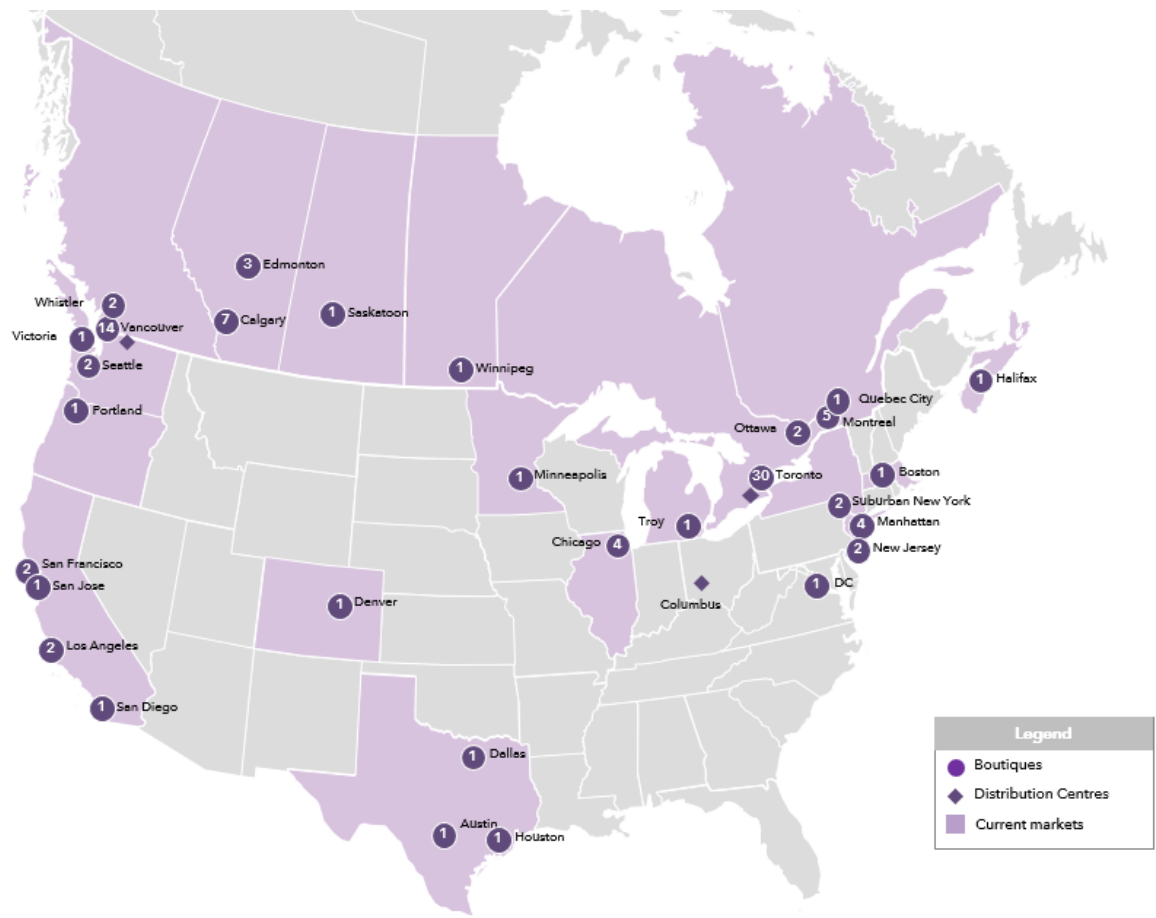 3 Edmonton
Whistler 2
7 Calgary
1 Saskatoon
14 Vancouver
Victoria 1
2 Seattle
1 Winnipeg
1 Halifax
1 Quebec City
1 Portland
5 Montreal
Ottawa 2
1 Minneapolis
30 Toronto
1 Boston
2 Suburban New York
Troy 1
4 Manhattan
Chicago 4
2 New Jersey
2 San Francisco
1 San Jose
1 DC
Columbus
1 Denver
2 Los Angeles
1 San Diego
Legend
Boutiques
Distribution Centres
Current markets
1 Dallas
1 Austin
1 Houston